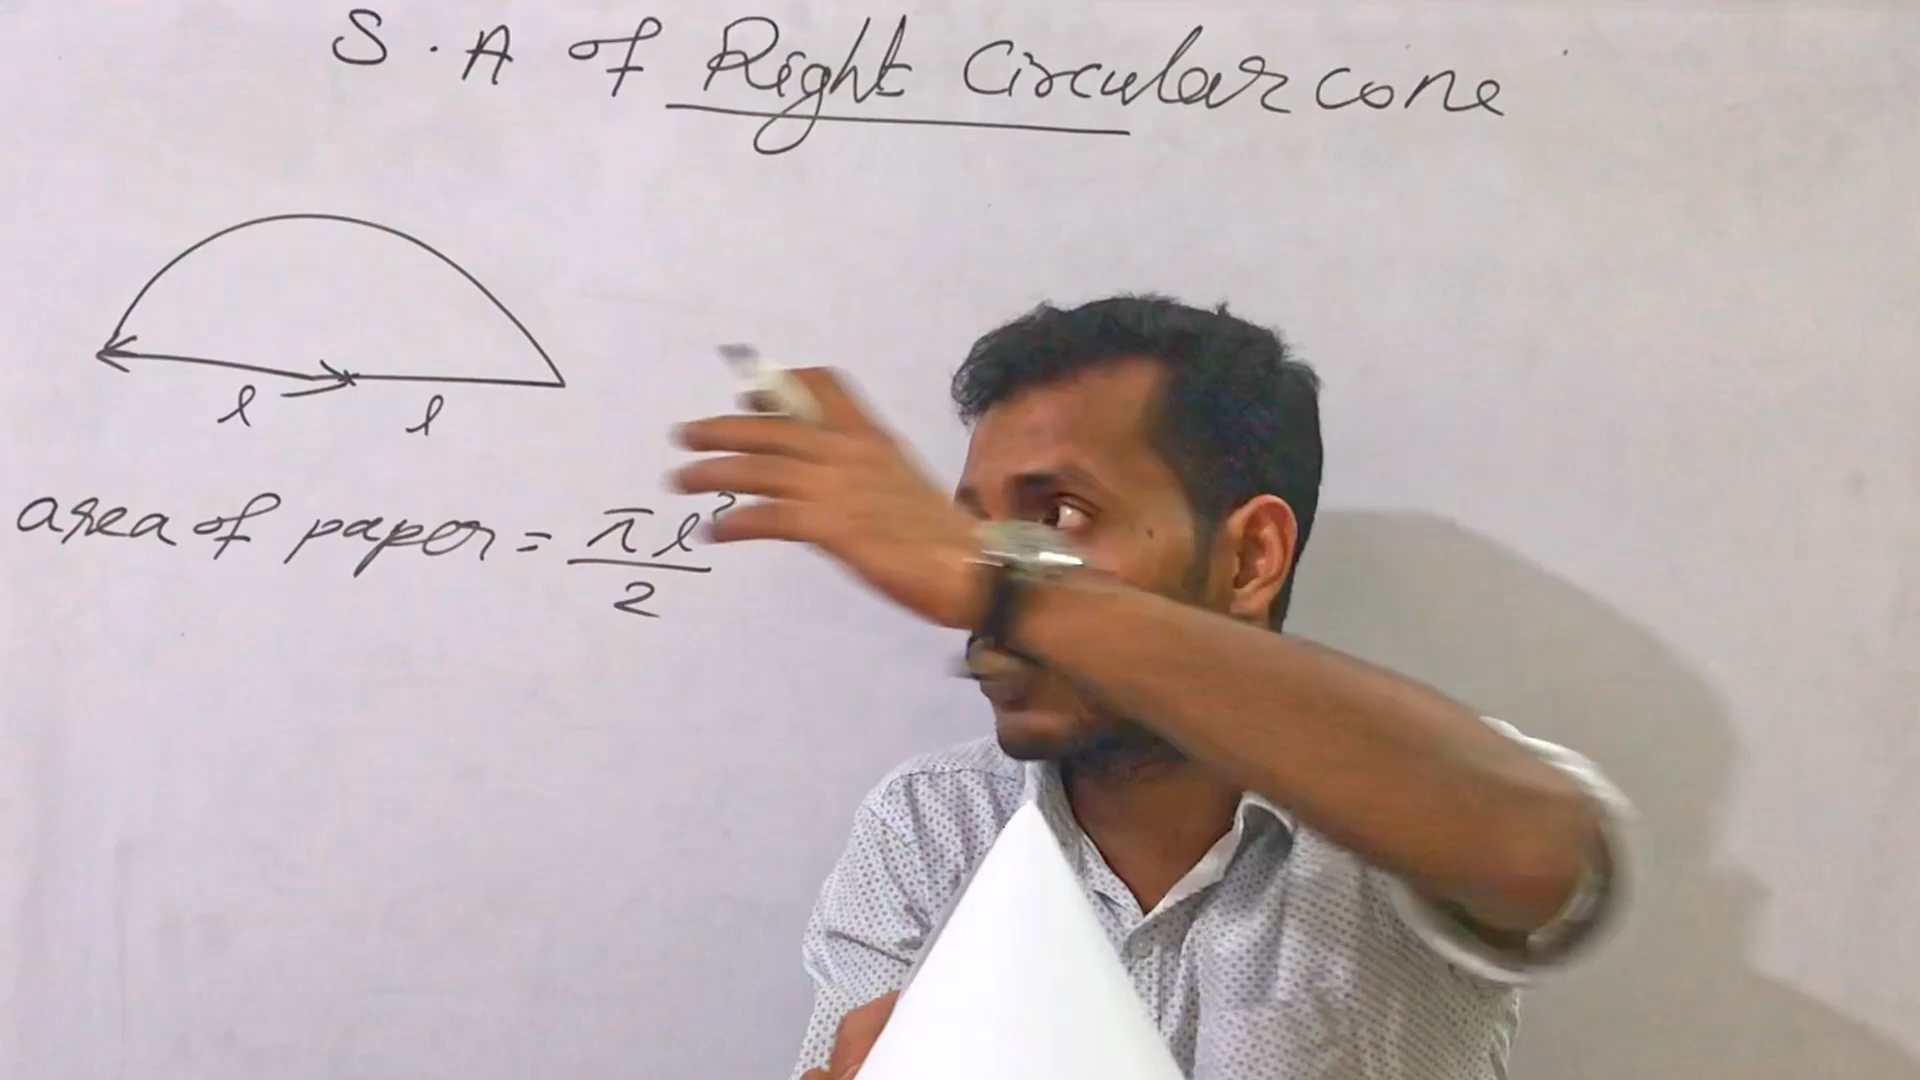 S.A of Right Circular cone
l l
area of paper = πl²/2